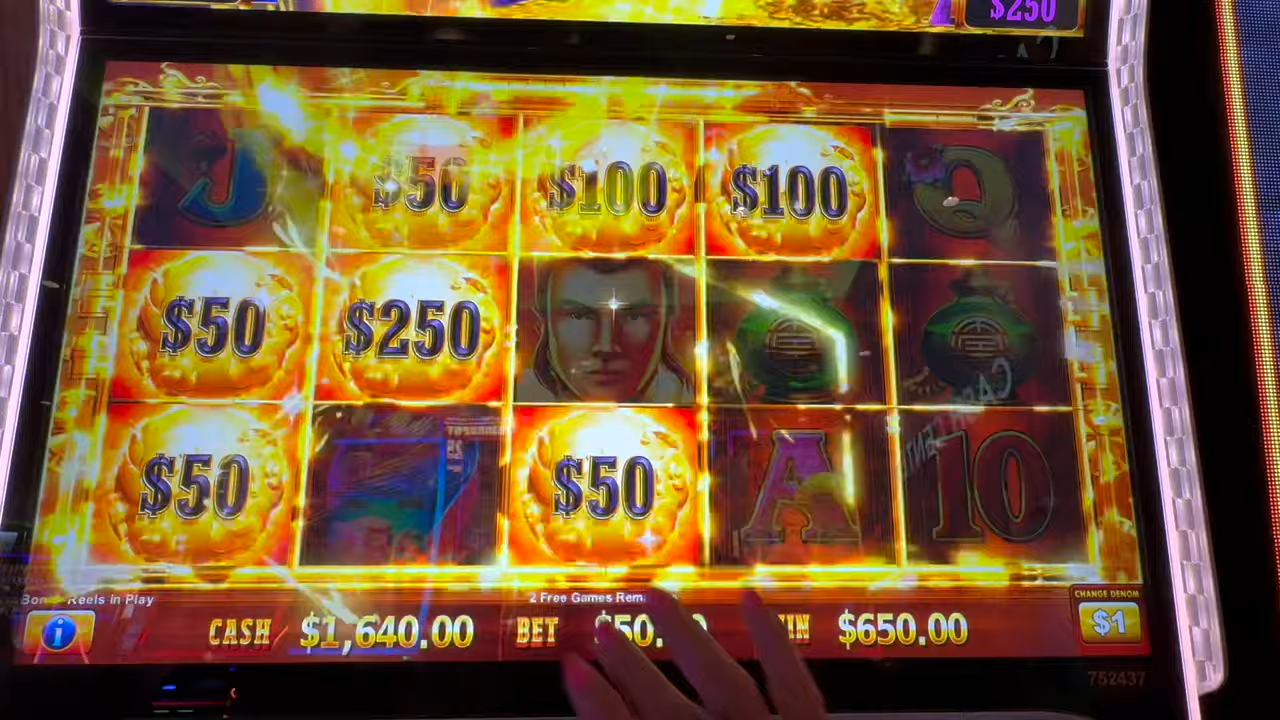 $250
J $50 $100 $100 Q
$50 $250
$50 $50 A 10
Reels in Play
2 Free Games
CHANGE DENOM
CASH $1,640.00 BET WIN $650.00 $1
752437